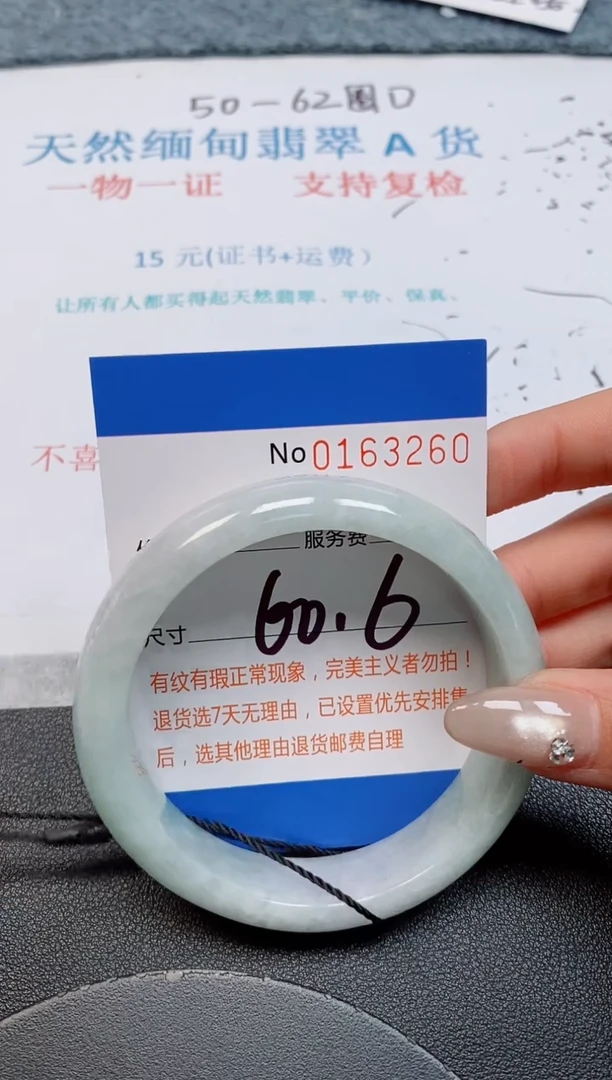 50-62圈口
天然缅甸翡翠A货
一物一证 支持复检
15 元(证书+运费)
让所有人都买得起天然翡翠、平价、保真、
不喜
No0163260
服务费
尺寸 60.6
有纹有瑕正常现象，完美主义者勿拍！
退货选7天无理由，已设置优先安排售
后，选其他理由退货邮费自理